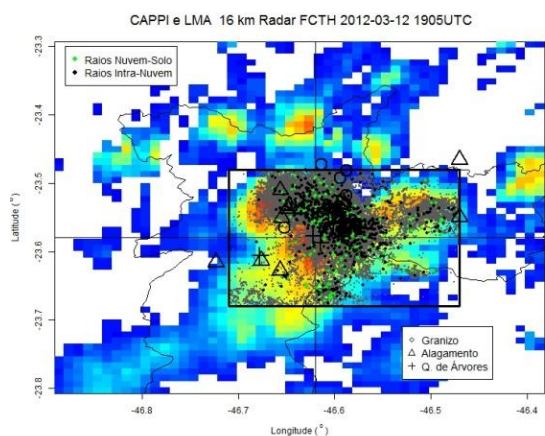 CAPPI e LMA 16 km Radar FCTH 2012-03-12 1905UTC
Raios Nuvem-Solo
Raios Intra-Nuvem
-23.3
-23.4
-23.5
-23.6
-23.7
-23.8
Latitude (°)
Granizo
Alagamento
Q. de Árvores
-46.8
-46.7
-46.6
-46.5
-46.4
Longitude (°)